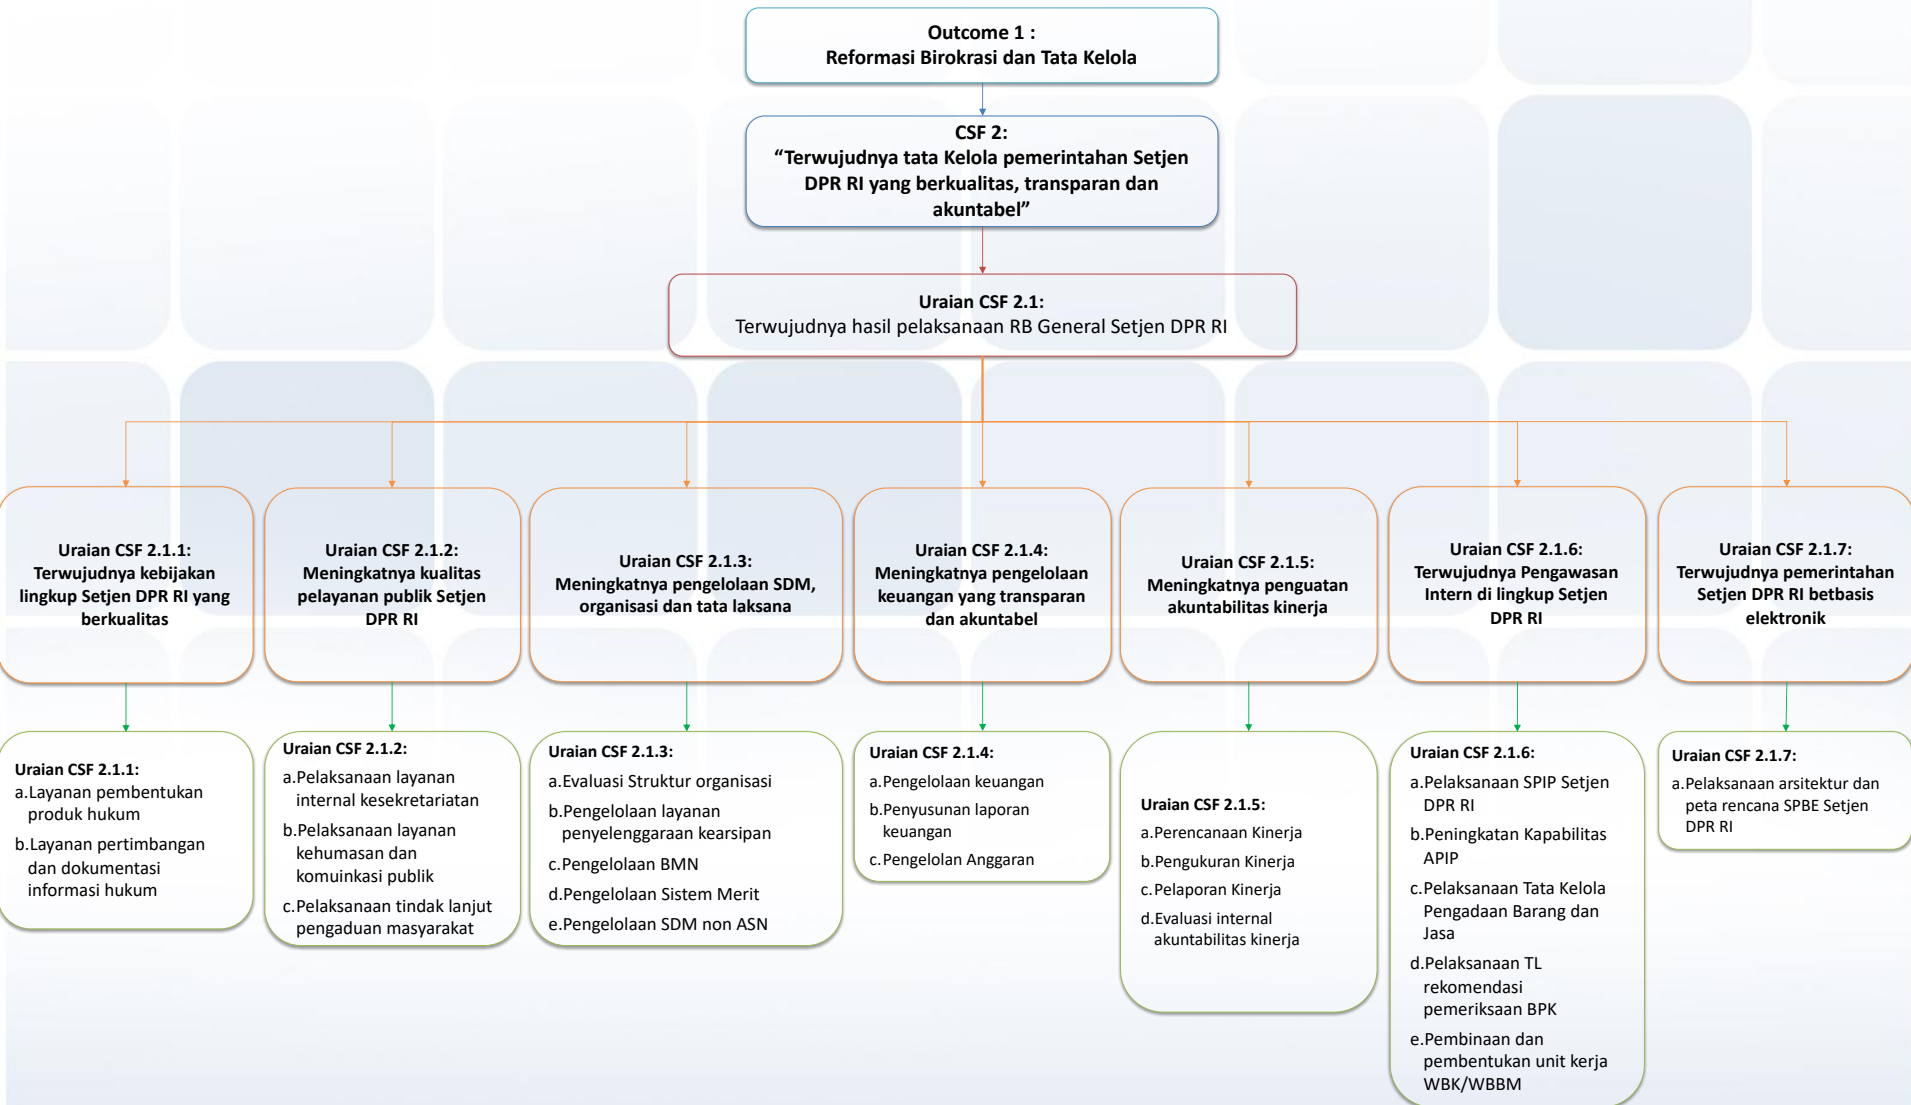 Outcome 1 :
Reformasi Birokrasi dan Tata Kelola
CSF 2:
“Terwujudnya tata Kelola pemerintahan Setjen
DPR RI yang berkualitas, transparan dan
akuntabel”
Uraian CSF 2.1:
Terwujudnya hasil pelaksanaan RB General Setjen DPR RI
Uraian CSF 2.1.1:
Terwujudnya kebijakan
lingkup Setjen DPR RI yang
berkualitas
Uraian CSF 2.1.2:
Meningkatnya kualitas
pelayanan publik Setjen
DPR RI
Uraian CSF 2.1.3:
Meningkatnya pengelolaan SDM,
organisasi dan tata laksana
Uraian CSF 2.1.4:
Meningkatnya pengelolaan
keuangan yang transparan
dan akuntabel
Uraian CSF 2.1.5:
Meningkatnya penguatan
akuntabilitas kinerja
Uraian CSF 2.1.6:
Terwujudnya Pengawasan
Intern di lingkup Setjen
DPR RI
Uraian CSF 2.1.7:
Terwujudnya pemerintahan
Setjen DPR RI betbasis
elektronik
Uraian CSF 2.1.1:
a.Layanan pembentukan
produk hukum
b.Layanan pertimbangan
dan dokumentasi
informasi hukum
Uraian CSF 2.1.2:
a.Pelaksanaan layanan
internal kesekretariatan
b.Pelaksanaan layanan
kehumasan dan
komuinkasi publik
c.Pelaksanaan tindak lanjut
pengaduan masyarakat
Uraian CSF 2.1.3:
a.Evaluasi Struktur organisasi
b.Pengelolaan layanan
penyelenggaraan kearsipan
c.Pengelolaan BMN
d.Pengelolaan Sistem Merit
e.Pengelolaan SDM non ASN
Uraian CSF 2.1.4:
a.Pengelolaan keuangan
b.Penyusunan laporan
keuangan
c.Pengelolan Anggaran
Uraian CSF 2.1.5:
a.Perencanaan Kinerja
b.Pengukuran Kinerja
c.Pelaporan Kinerja
d.Evaluasi internal
akuntabilitas kinerja
Uraian CSF 2.1.6:
a.Pelaksanaan SPIP Setjen
DPR RI
b.Peningkatan Kapabilitas
APIP
c.Pelaksanaan Tata Kelola
Pengadaan Barang dan
Jasa
d.Pelaksanaan TL
rekomendasi
pemeriksaan BPK
e.Pembinaan dan
pembentukan unit kerja
WBK/WBBM
Uraian CSF 2.1.7:
a.Pelaksanaan arsitektur dan
peta rencana SPBE Setjen
DPR RI